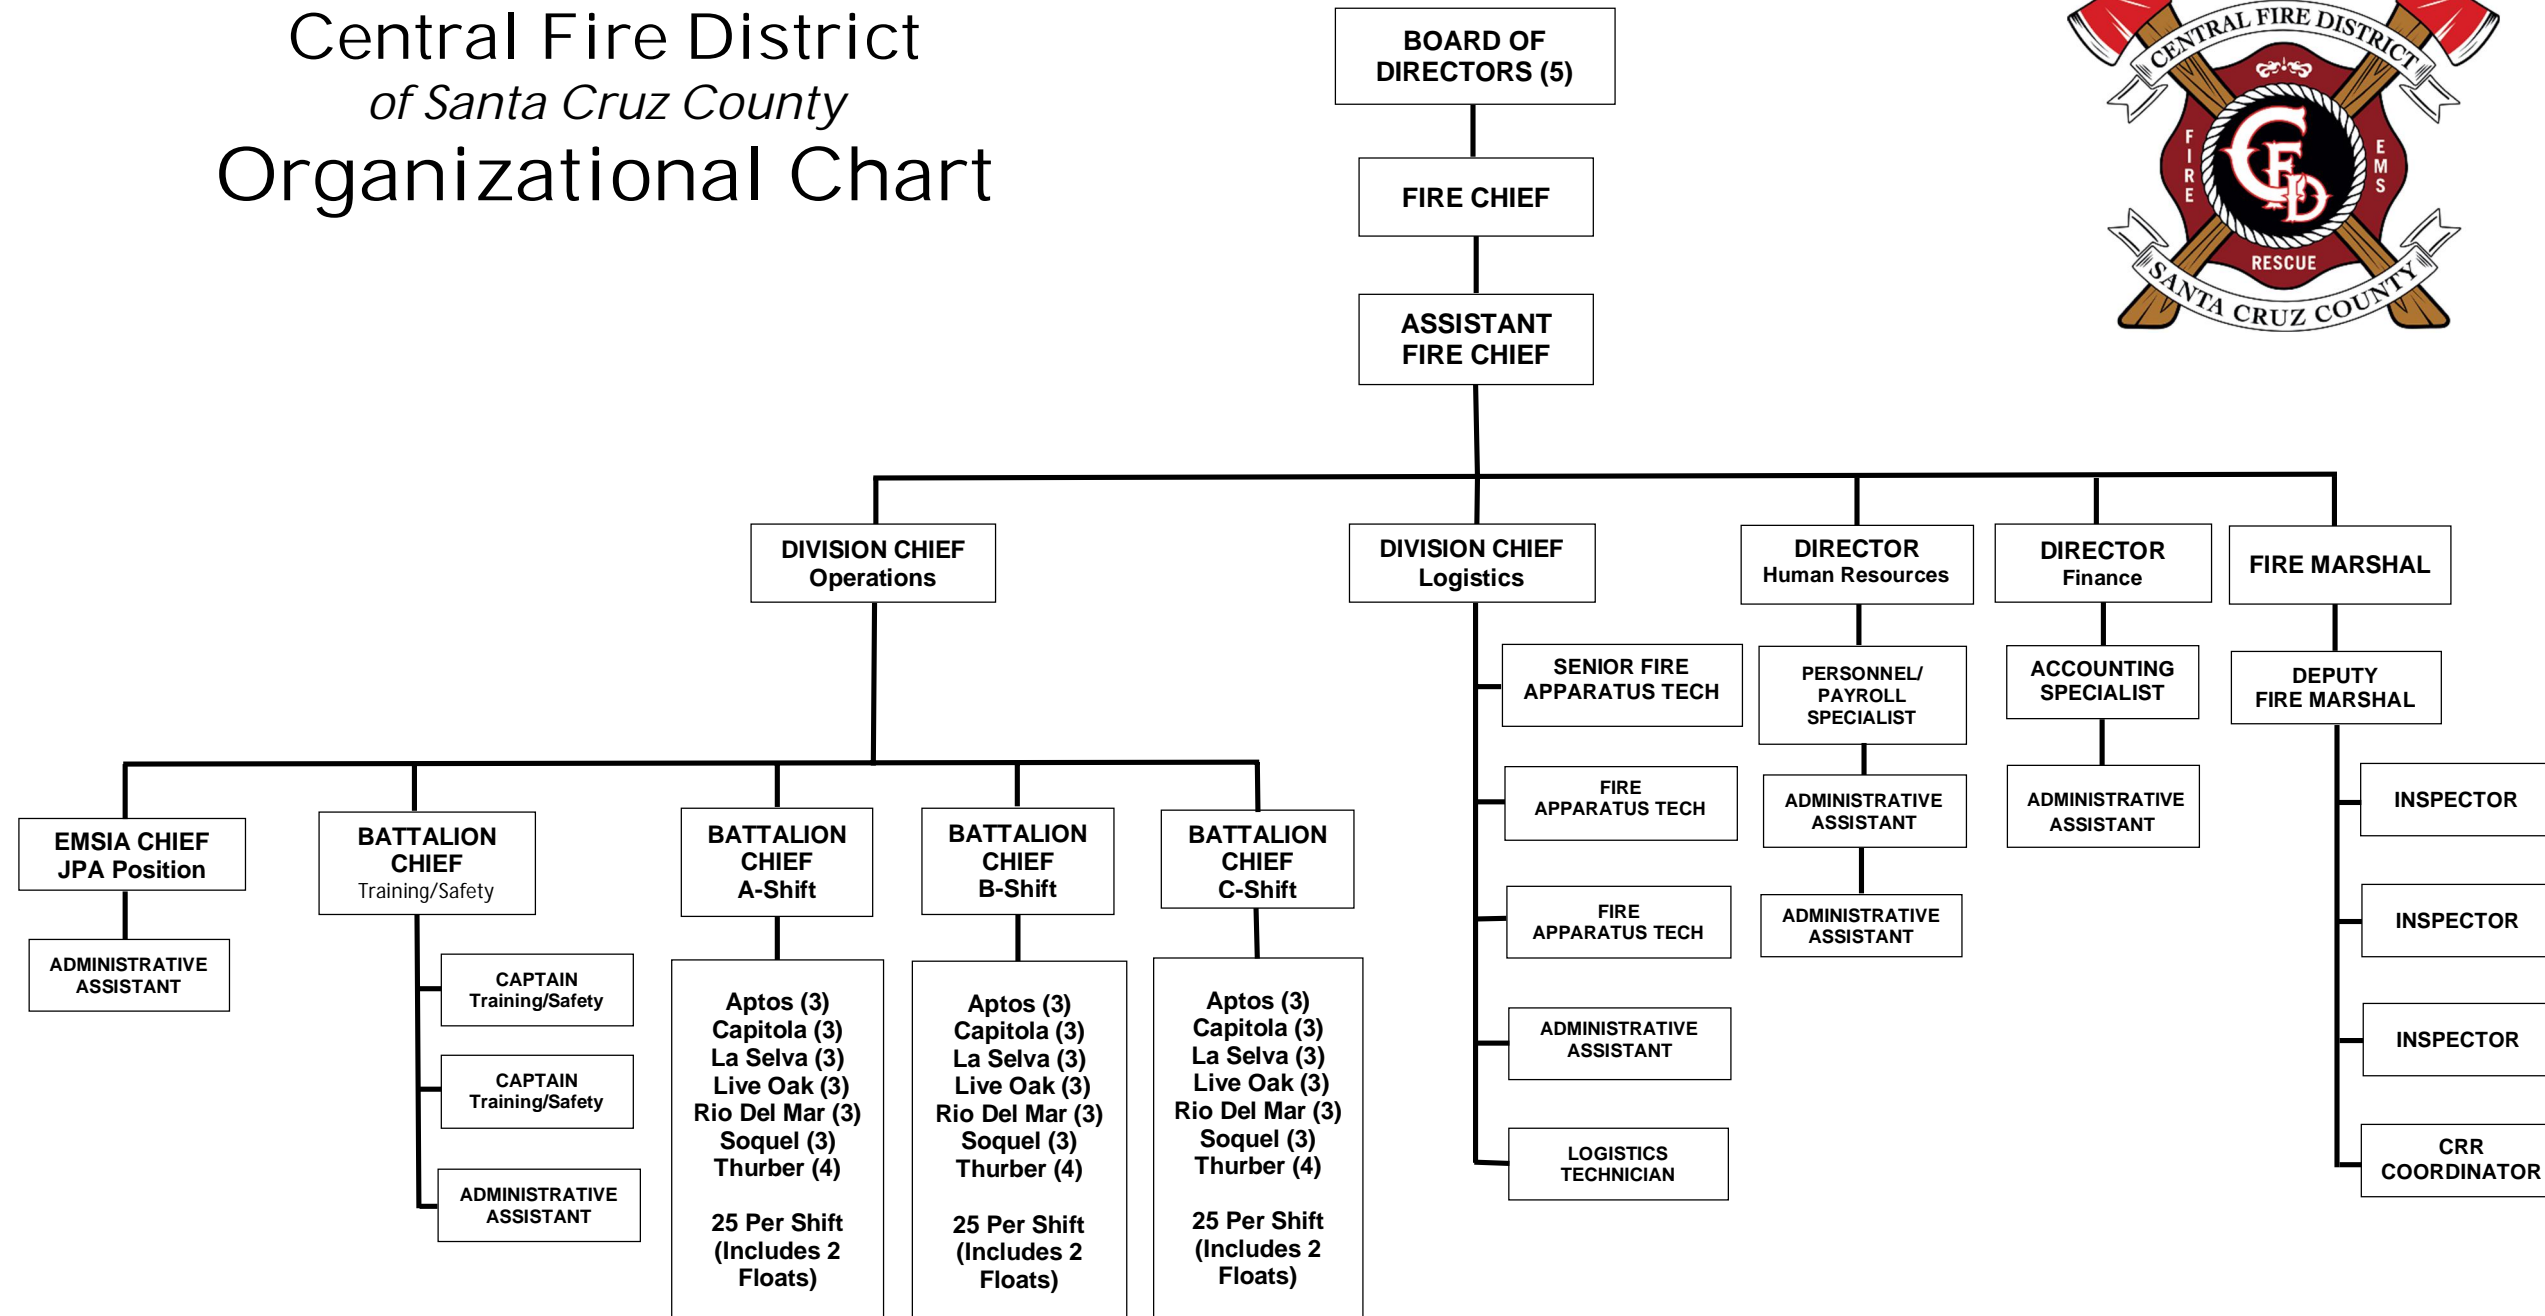 Central Fire District
of Santa Cruz County
Organizational Chart
BOARD OF
DIRECTORS (5)
CENTRAL FIRE DISTRICT
FIRE
CFD
EMS
RESCUE
SANTA CRUZ COUNTY
FIRE CHIEF
ASSISTANT
FIRE CHIEF
DIVISION CHIEF
Operations
DIVISION CHIEF
Logistics
DIRECTOR
Human Resources
DIRECTOR
Finance
FIRE MARSHAL
EMSIA CHIEF
JPA Position
ADMINISTRATIVE
ASSISTANT
BATTALION
CHIEF
Training/Safety
CAPTAIN
Training/Safety
CAPTAIN
Training/Safety
ADMINISTRATIVE
ASSISTANT
BATTALION
CHIEF
A-Shift
Aptos (3)
Capitola (3)
La Selva (3)
Live Oak (3)
Rio Del Mar (3)
Soquel (3)
Thurber (4)
25 Per Shift
(Includes 2
Floats)
BATTALION
CHIEF
B-Shift
Aptos (3)
Capitola (3)
La Selva (3)
Live Oak (3)
Rio Del Mar (3)
Soquel (3)
Thurber (4)
25 Per Shift
(Includes 2
Floats)
BATTALION
CHIEF
C-Shift
Aptos (3)
Capitola (3)
La Selva (3)
Live Oak (3)
Rio Del Mar (3)
Soquel (3)
Thurber (4)
25 Per Shift
(Includes 2
Floats)
SENIOR FIRE
APPARATUS TECH
FIRE
APPARATUS TECH
FIRE
APPARATUS TECH
ADMINISTRATIVE
ASSISTANT
LOGISTICS
TECHNICIAN
PERSONNEL/
PAYROLL
SPECIALIST
ADMINISTRATIVE
ASSISTANT
ADMINISTRATIVE
ASSISTANT
ACCOUNTING
SPECIALIST
ADMINISTRATIVE
ASSISTANT
DEPUTY
FIRE MARSHAL
INSPECTOR
INSPECTOR
INSPECTOR
CRR
COORDINATOR